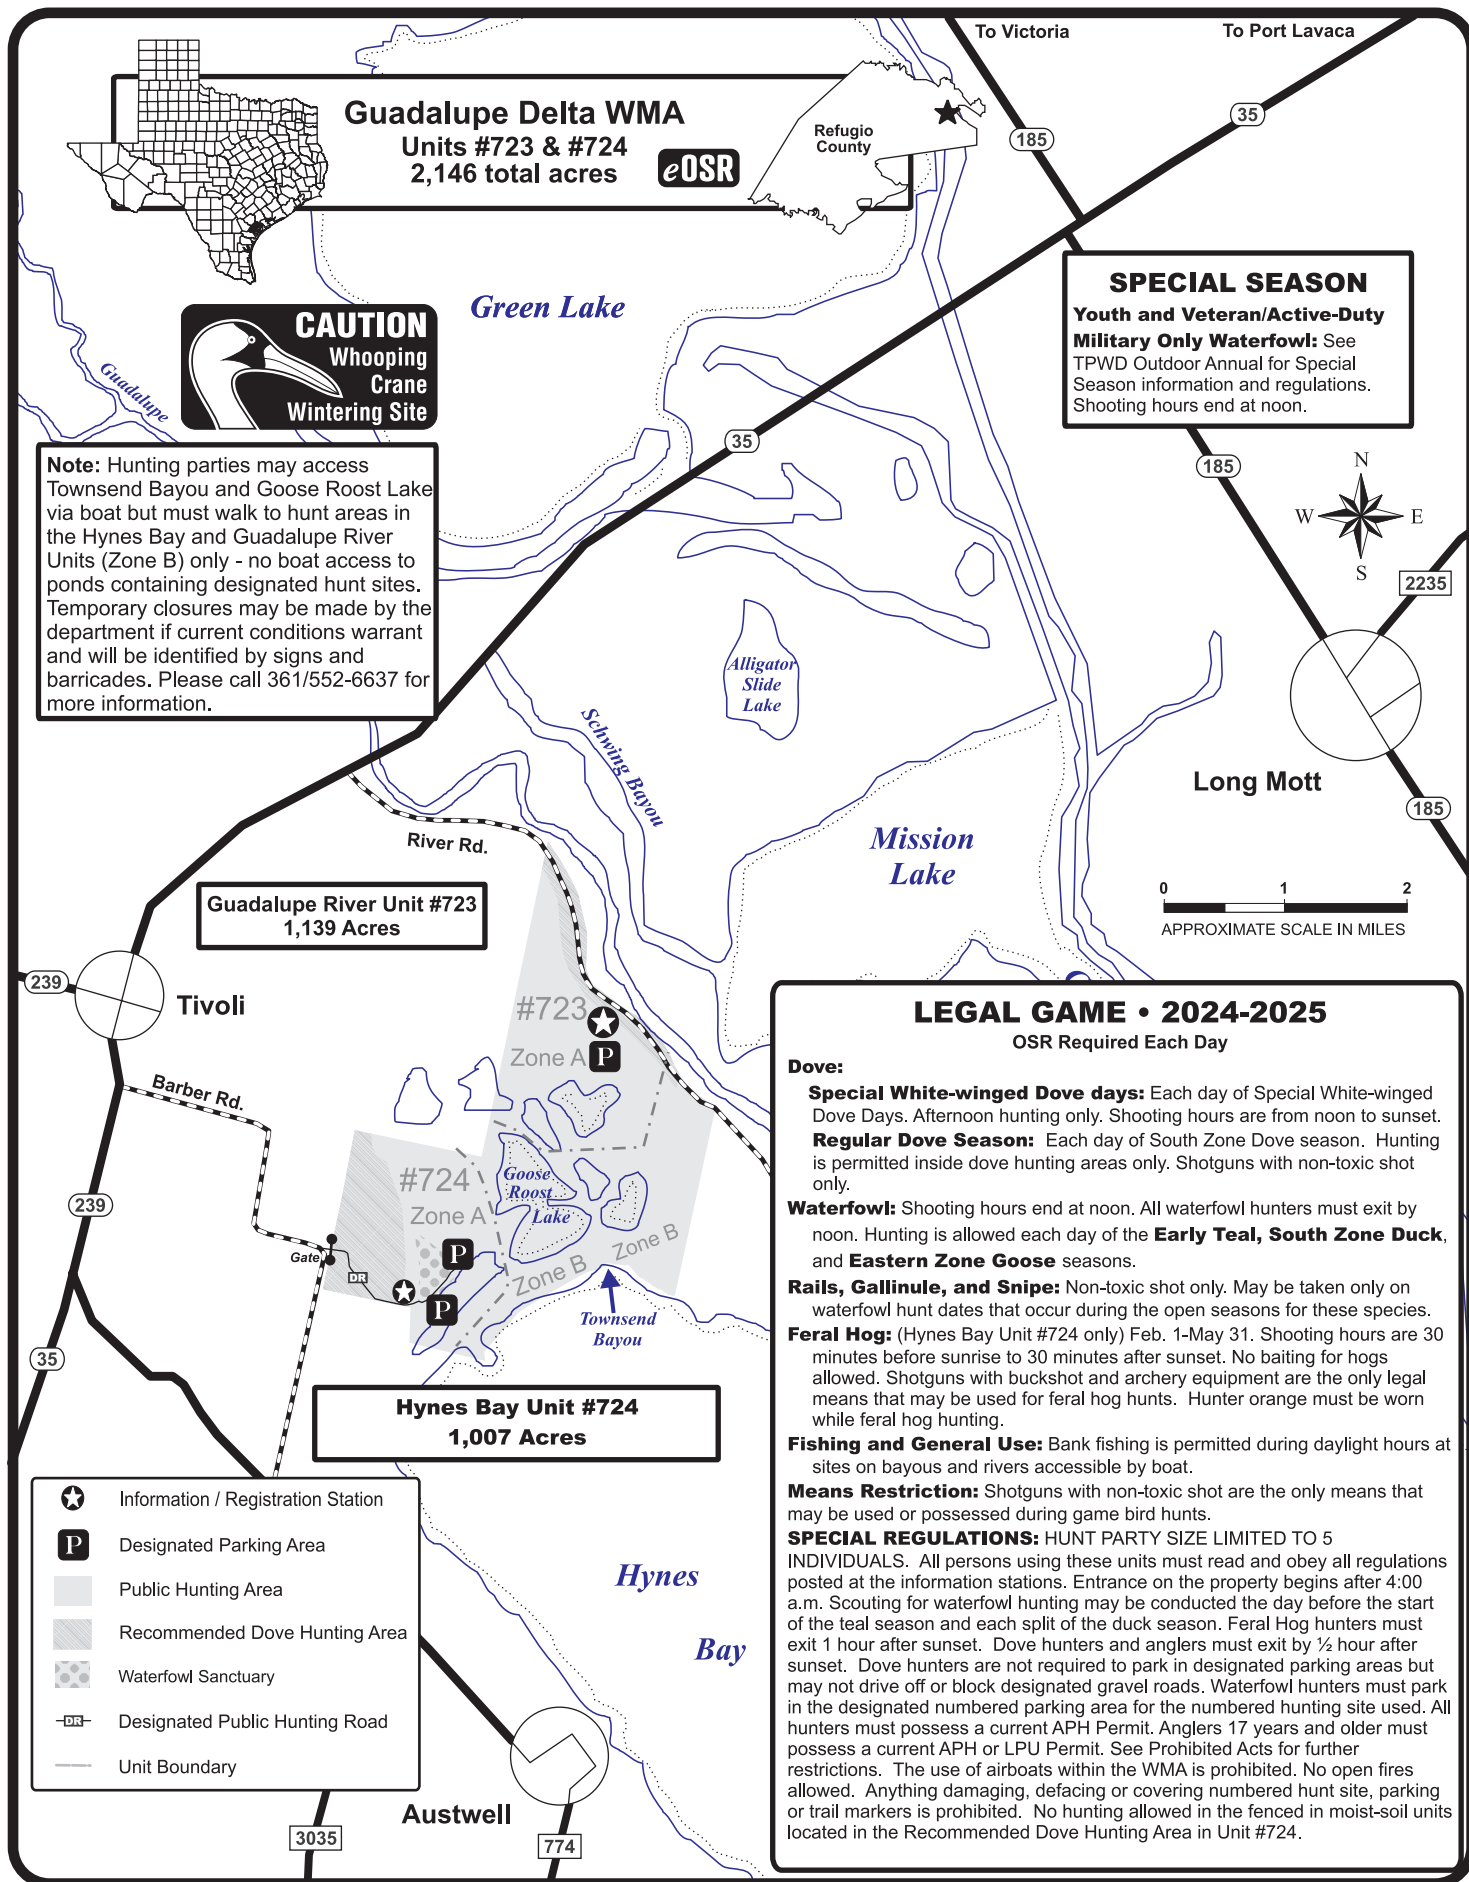 To Victoria
To Port Lavaca
Guadalupe Delta WMA
Units #723 & #724
2,146 total acres
eOSR
Refugio
County
35
185
SPECIAL SEASON
Youth and Veteran/Active-Duty
Military Only Waterfowl: See
TPWD Outdoor Annual for Special
Season information and regulations.
Shooting hours end at noon.
Green Lake
CAUTION
Whooping
Crane
Wintering Site
Guadalupe
35
185
N
W
E
S
Note: Hunting parties may access
Townsend Bayou and Goose Roost Lake
via boat but must walk to hunt areas in
the Hynes Bay and Guadalupe River
Units (Zone B) only - no boat access to
ponds containing designated hunt sites.
Temporary closures may be made by the
department if current conditions warrant
and will be identified by signs and
barricades. Please call 361/552-6637 for
more information.
2235
Alligator
Slide
Lake
Schwing Bayou
Long Mott
185
Mission
Lake
River Rd.
0 1 2
APPROXIMATE SCALE IN MILES
Guadalupe River Unit #723
1,139 Acres
239
Tivoli
#723
Zone A
P
Barber Rd.
#724
Zone A
Goose
Roost
Lake
239
Gate
DR
P
P
Zone B
Zone B
Townsend
Bayou
35
Hynes Bay Unit #724
1,007 Acres
LEGAL GAME • 2024-2025
OSR Required Each Day
Dove:
Special White-winged Dove days: Each day of Special White-winged
Dove Days. Afternoon hunting only. Shooting hours are from noon to sunset.
Regular Dove Season: Each day of South Zone Dove season. Hunting
is permitted inside dove hunting areas only. Shotguns with non-toxic shot
only.
Waterfowl: Shooting hours end at noon. All waterfowl hunters must exit by
noon. Hunting is allowed each day of the Early Teal, South Zone Duck,
and Eastern Zone Goose seasons.
Rails, Gallinule, and Snipe: Non-toxic shot only. May be taken only on
waterfowl hunt dates that occur during the open seasons for these species.
Feral Hog: (Hynes Bay Unit #724 only) Feb. 1-May 31. Shooting hours are 30
minutes before sunrise to 30 minutes after sunset. No baiting for hogs
allowed. Shotguns with buckshot and archery equipment are the only legal
means that may be used for feral hog hunts. Hunter orange must be worn
while feral hog hunting.
Fishing and General Use: Bank fishing is permitted during daylight hours at
sites on bayous and rivers accessible by boat.
Means Restriction: Shotguns with non-toxic shot are the only means that
may be used or possessed during game bird hunts.
SPECIAL REGULATIONS: HUNT PARTY SIZE LIMITED TO 5
INDIVIDUALS. All persons using these units must read and obey all regulations
posted at the information stations. Entrance on the property begins after 4:00
a.m. Scouting for waterfowl hunting may be conducted the day before the start
of the teal season and each split of the duck season. Feral Hog hunters must
exit 1 hour after sunset. Dove hunters and anglers must exit by ½ hour after
sunset. Dove hunters are not required to park in designated parking areas but
may not drive off or block designated gravel roads. Waterfowl hunters must park
in the designated numbered parking area for the numbered hunting site used. All
hunters must possess a current APH Permit. Anglers 17 years and older must
possess a current APH or LPU Permit. See Prohibited Acts for further
restrictions. The use of airboats within the WMA is prohibited. No open fires
allowed. Anything damaging, defacing or covering numbered hunt site, parking
or trail markers is prohibited. No hunting allowed in the fenced in moist-soil units
located in the Recommended Dove Hunting Area in Unit #724.
Information / Registration Station
P Designated Parking Area
Public Hunting Area
Recommended Dove Hunting Area
Waterfowl Sanctuary
DR Designated Public Hunting Road
Unit Boundary
Hynes
Bay
Austwell
3035
774